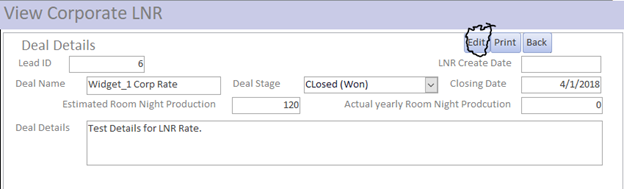 View Corporate LNR
Deal Details Edit Print Back
Lead ID 6 LNR Create Date
Deal Name Widget_1 Corp Rate Deal Stage CLosed (Won) Closing Date 4/1/2018
Estimated Room Night Production 120 Actual yearly Room Night Prodcution 0
Deal Details Test Details for LNR Rate.